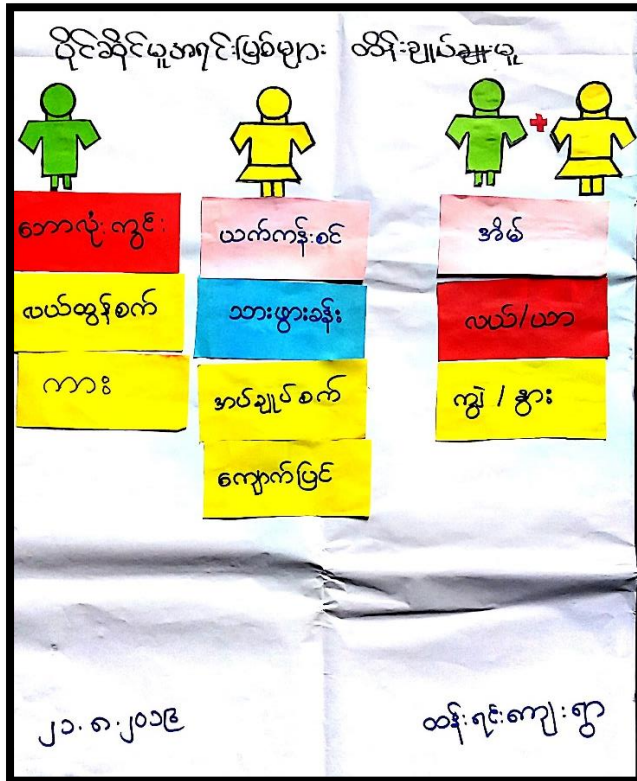 ပိုင်ဆိုင်မှုအရင်းမြစ်များ ထိန်းချုပ်မှု
ဘောလုံးကွင်း
လယ်ထွန်စက်
ကား
ယက်ကန်းစင်
သားဖွားခန်း
အပ်ချုပ်စက်
ကျောက်ပြင်
အိမ်
လယ်/ယာ
ကျွဲ / နွား
၂၁.၈.၂၀၁၉
ထန်းရင်းကျေးရွာ